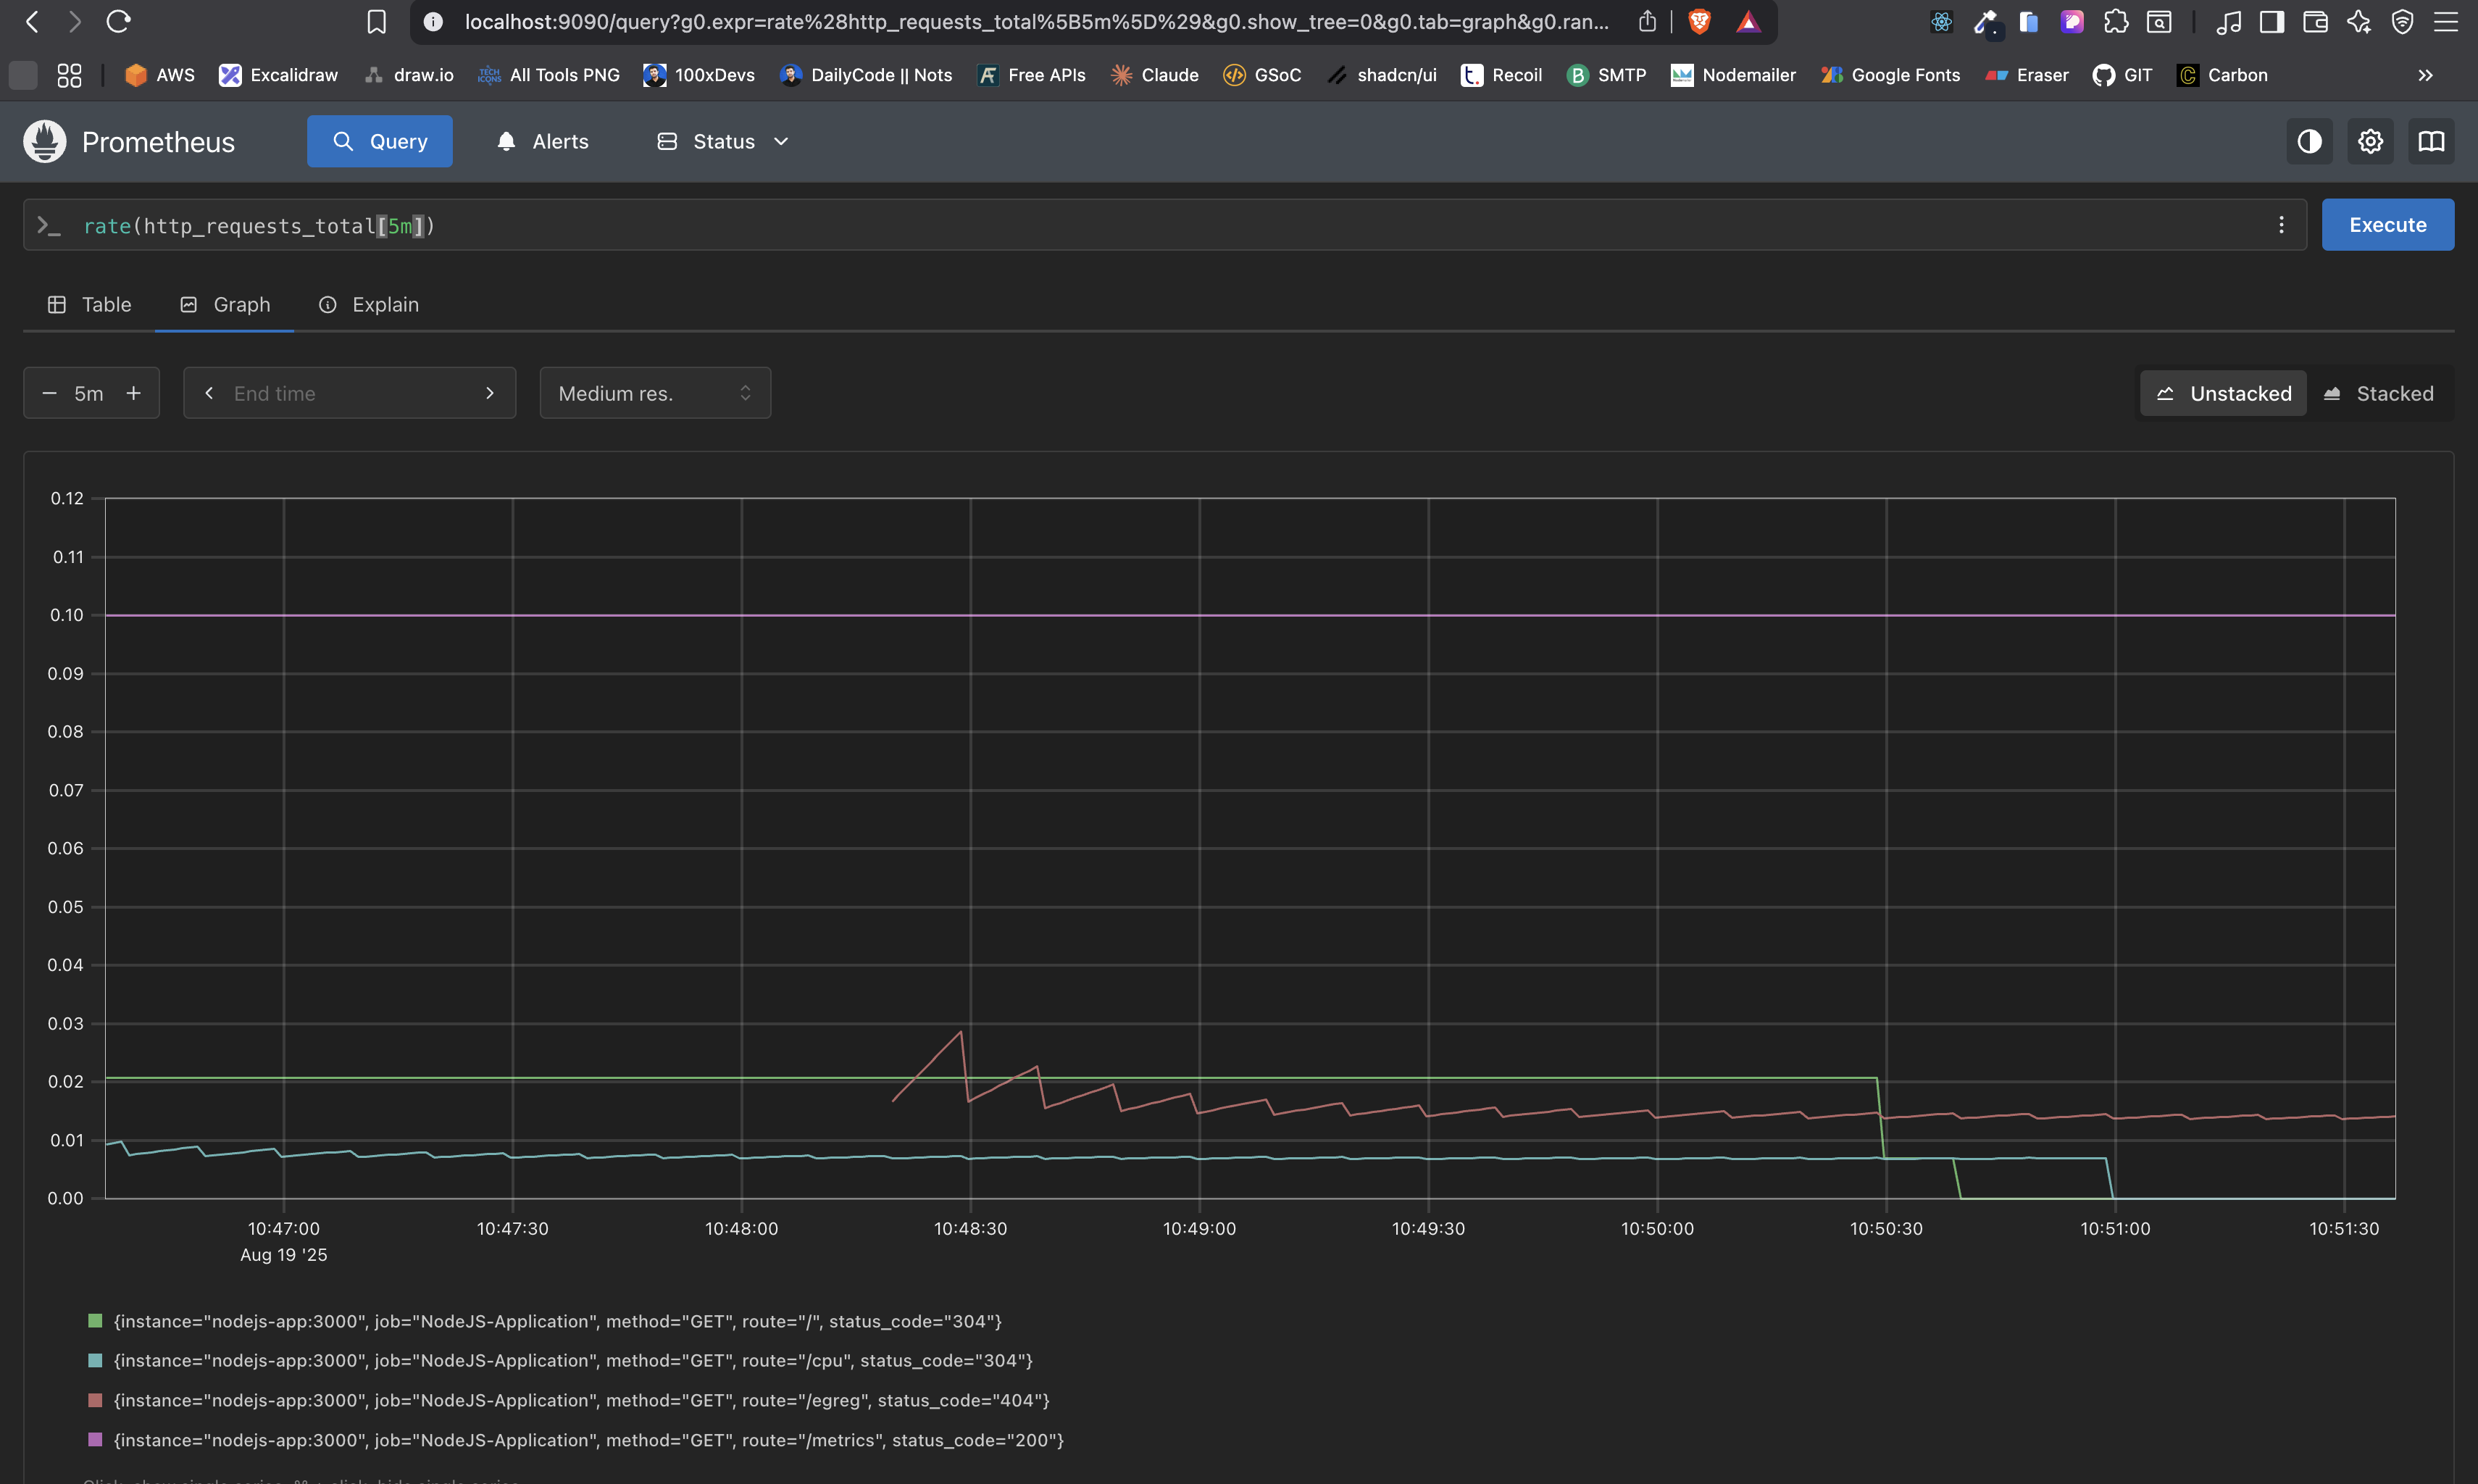 localhost:9090/query?g0.expr=rate%28http_requests_total%5B5m%5D%29&g0.show_tree=0&g0.tab=graph&g0.ran...
AWS Excalidraw draw.io All Tools PNG 100xDevs DailyCode || Nots Free APIs Claude GSoC shadcn/ui Recoil SMTP Nodemailer Google Fonts Eraser GIT Carbon
Prometheus Query Alerts Status
rate(http_requests_total[5m])
Execute
Table Graph Explain
5m End time Medium res. Unstacked Stacked
0.12
0.11
0.10
0.09
0.08
0.07
0.06
0.05
0.04
0.03
0.02
0.01
0.00
10:47:00 10:47:30 10:48:00 10:48:30 10:49:00 10:49:30 10:50:00 10:50:30 10:51:00 10:51:30
Aug 19 '25
{instance="nodejs-app:3000", job="NodeJS-Application", method="GET", route="/", status_code="304"}
{instance="nodejs-app:3000", job="NodeJS-Application", method="GET", route="/cpu", status_code="304"}
{instance="nodejs-app:3000", job="NodeJS-Application", method="GET", route="/egreg", status_code="404"}
{instance="nodejs-app:3000", job="NodeJS-Application", method="GET", route="/metrics", status_code="200"}